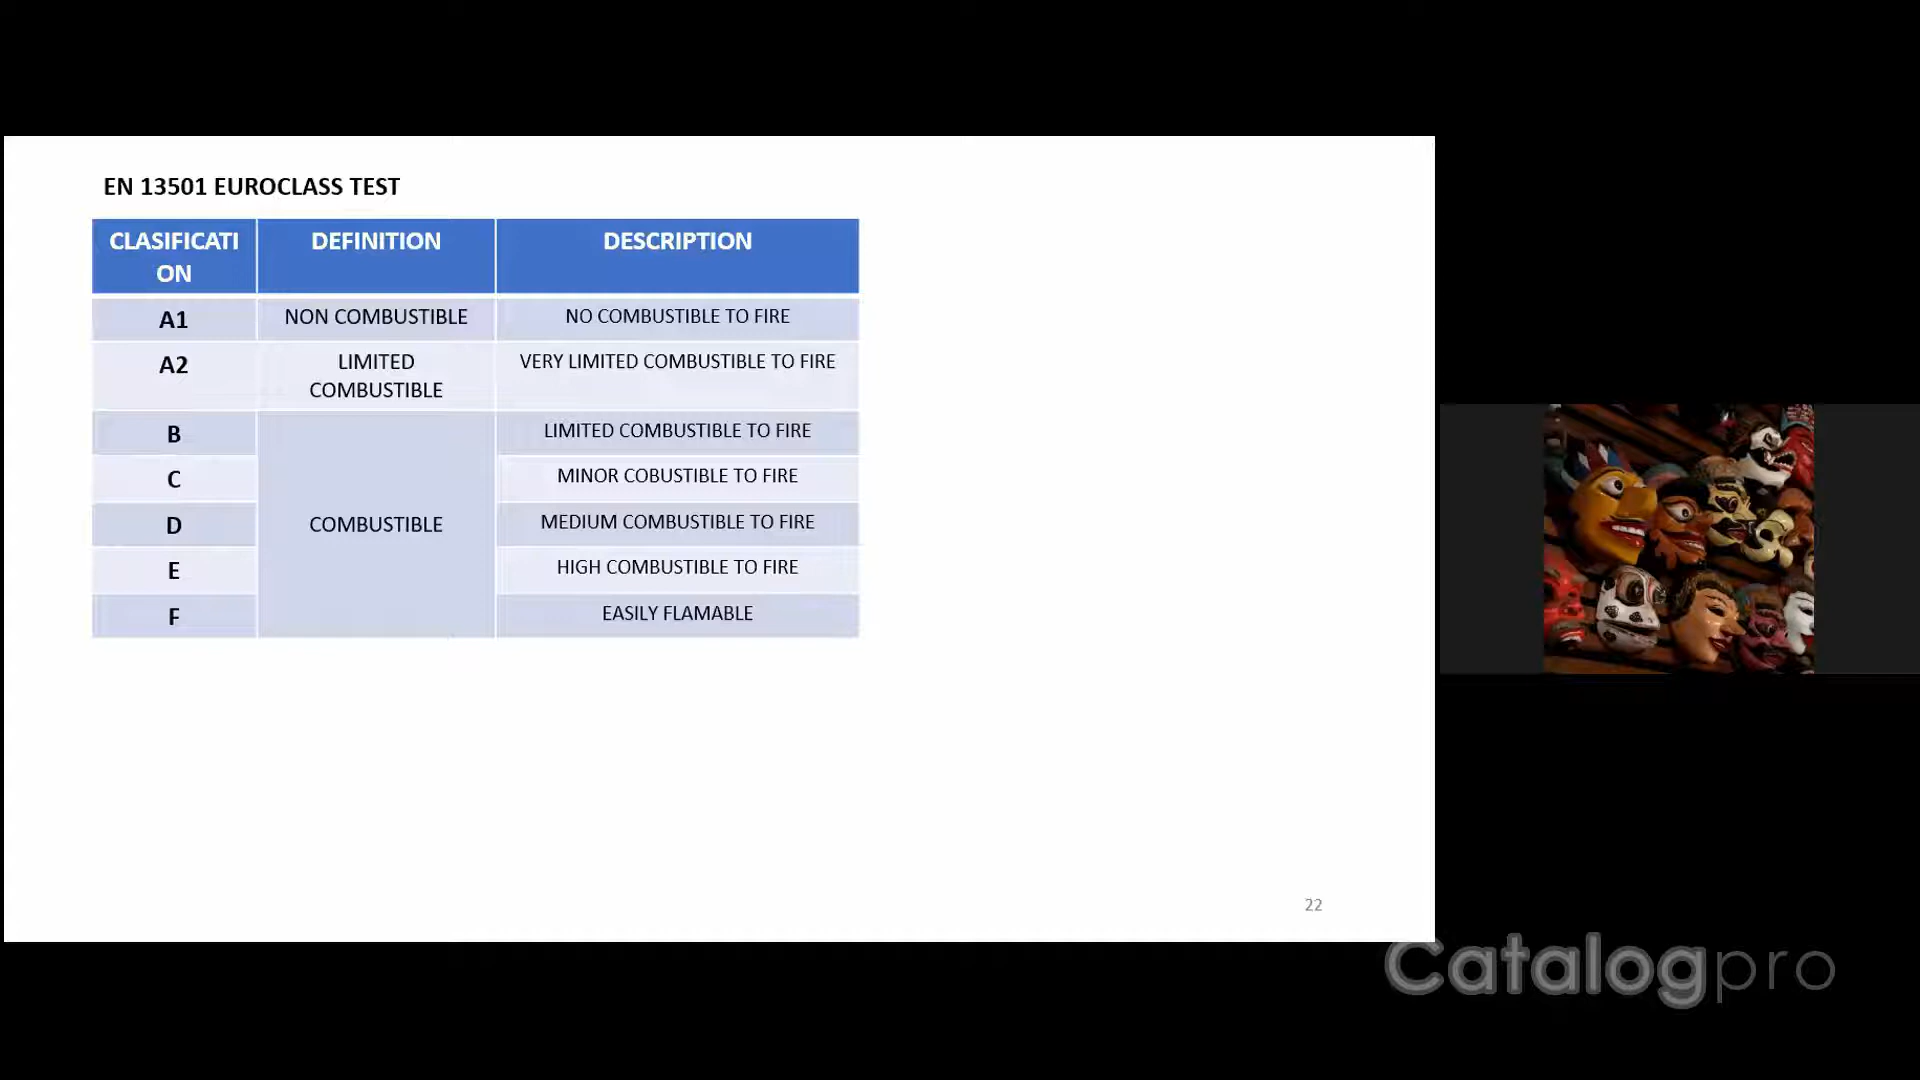 EN 13501 EUROCLASS TEST
CLASIFICATI
ON
DEFINITION
DESCRIPTION
A1
NON COMBUSTIBLE
NO COMBUSTIBLE TO FIRE
A2
LIMITED
COMBUSTIBLE
VERY LIMITED COMBUSTIBLE TO FIRE
B
LIMITED COMBUSTIBLE TO FIRE
C
MINOR COBUSTIBLE TO FIRE
D
COMBUSTIBLE
MEDIUM COMBUSTIBLE TO FIRE
E
HIGH COMBUSTIBLE TO FIRE
F
EASILY FLAMABLE
22
Catalogpro